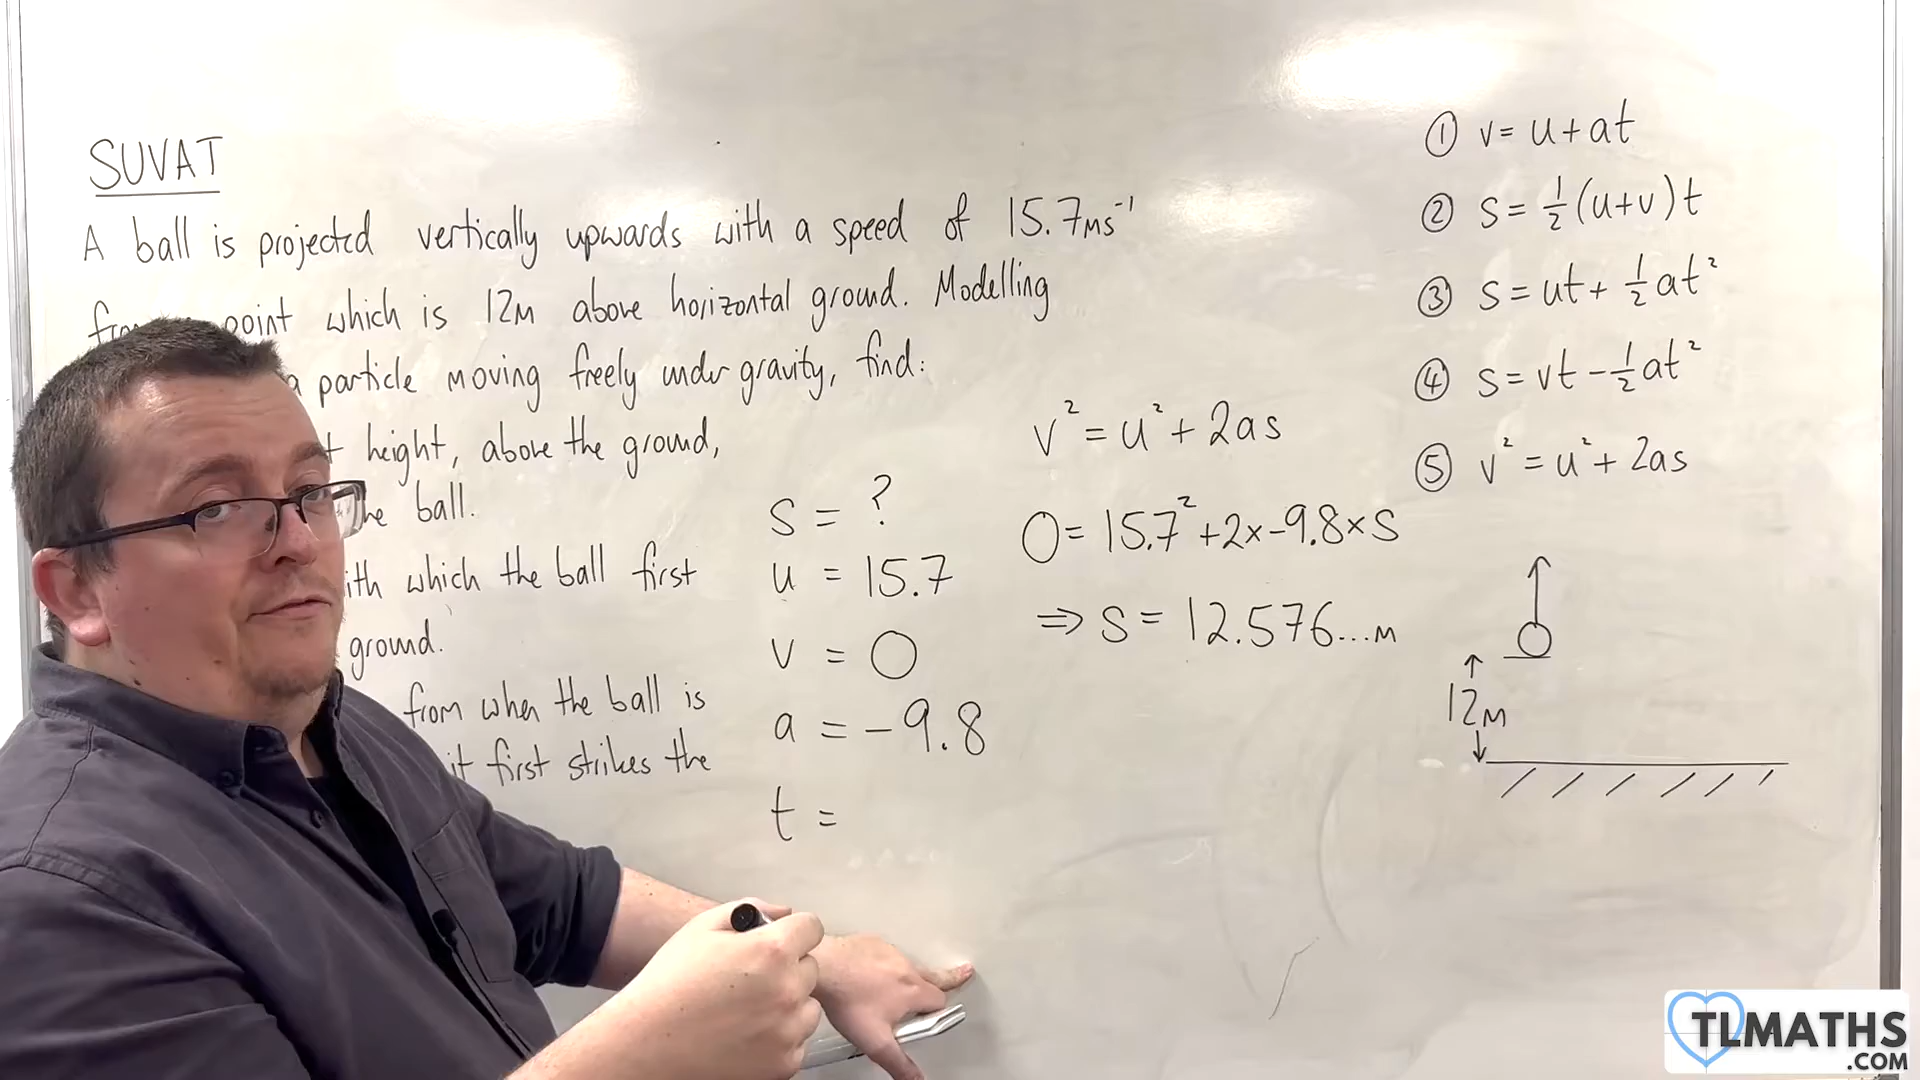 SUVAT
A ball is projected vertically upwards with a speed of 15.7ms⁻¹
point which is 12m above horizontal ground. Modelling
a particle moving freely under gravity, find:
height, above the ground,
ball.
which the ball first
ground.
from when the ball is
it first strikes the
s = ?
u = 15.7
v = 0
a = -9.8
t =
v² = u² + 2as
0 = 15.7² + 2x-9.8xs
⇒ s = 12.576...m
① v = u + at
② s = ½(u+v)t
③ s = ut + ½at²
④ s = vt - ½at²
⑤ v² = u² + 2as
12m
TLMATHS
.COM